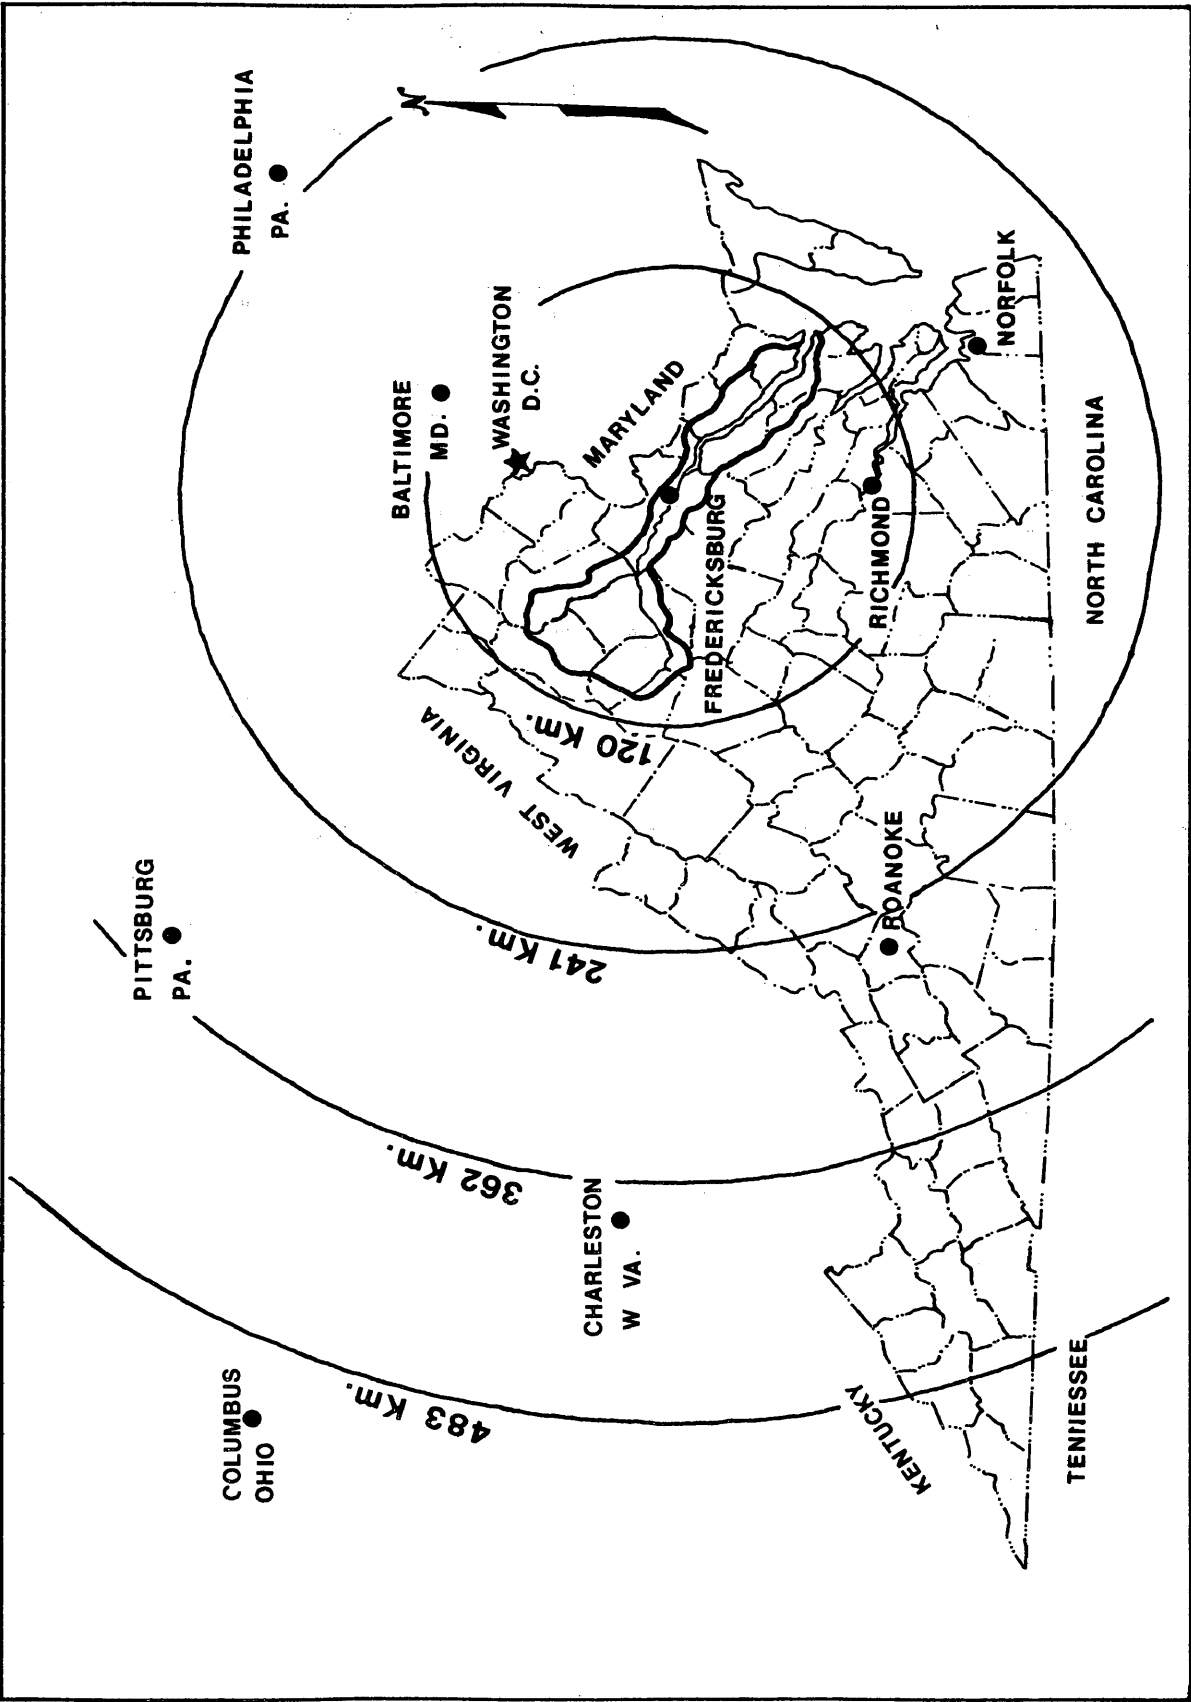 COLUMBUS
OHIO
PITTSBURG
PA.
PHILADELPHIA
PA.
N
BALTIMORE
MD.
WASHINGTON
D.C.
MARYLAND
WEST VIRGINIA
CHARLESTON
W VA.
483 Km.
362 Km.
241 Km.
120 Km.
FREDERICKSBURG
RICHMOND
NORFOLK
ROANOKE
KENTUCKY
TENNESSEE
NORTH CAROLINA